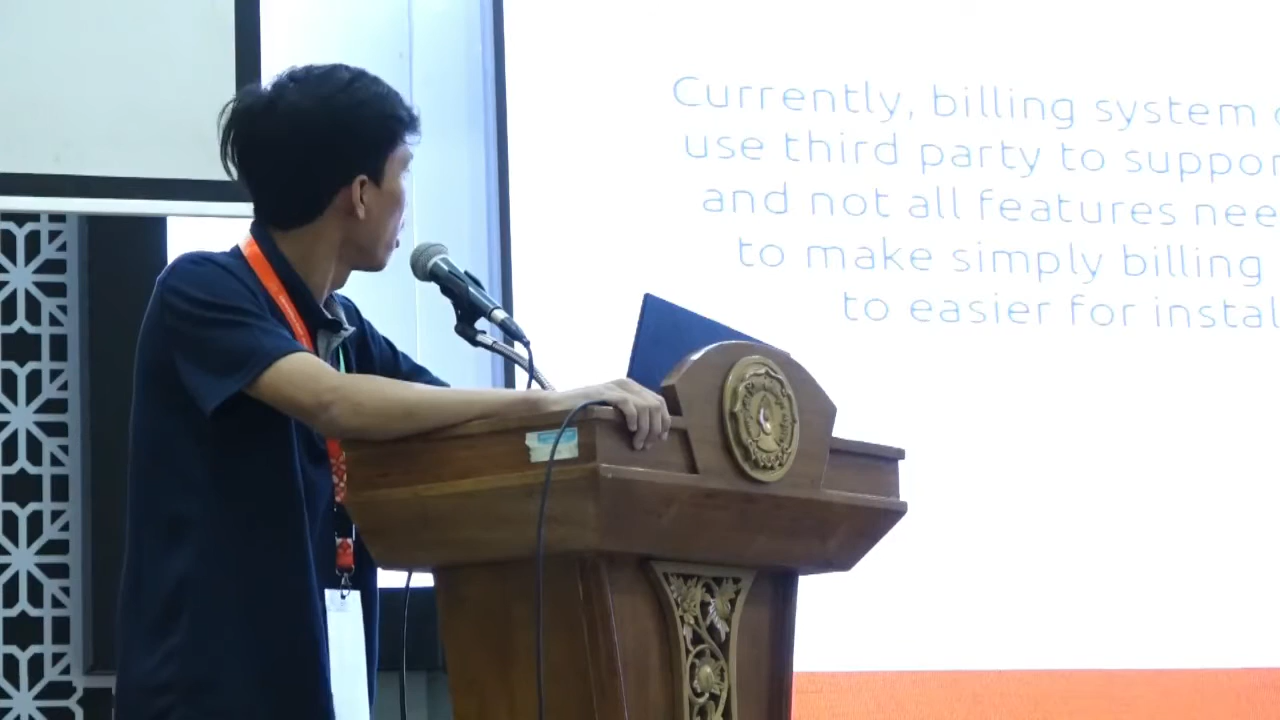 Currently, billing system
use third party to suppor
and not all features nee
to make simply billing
to easier for instal